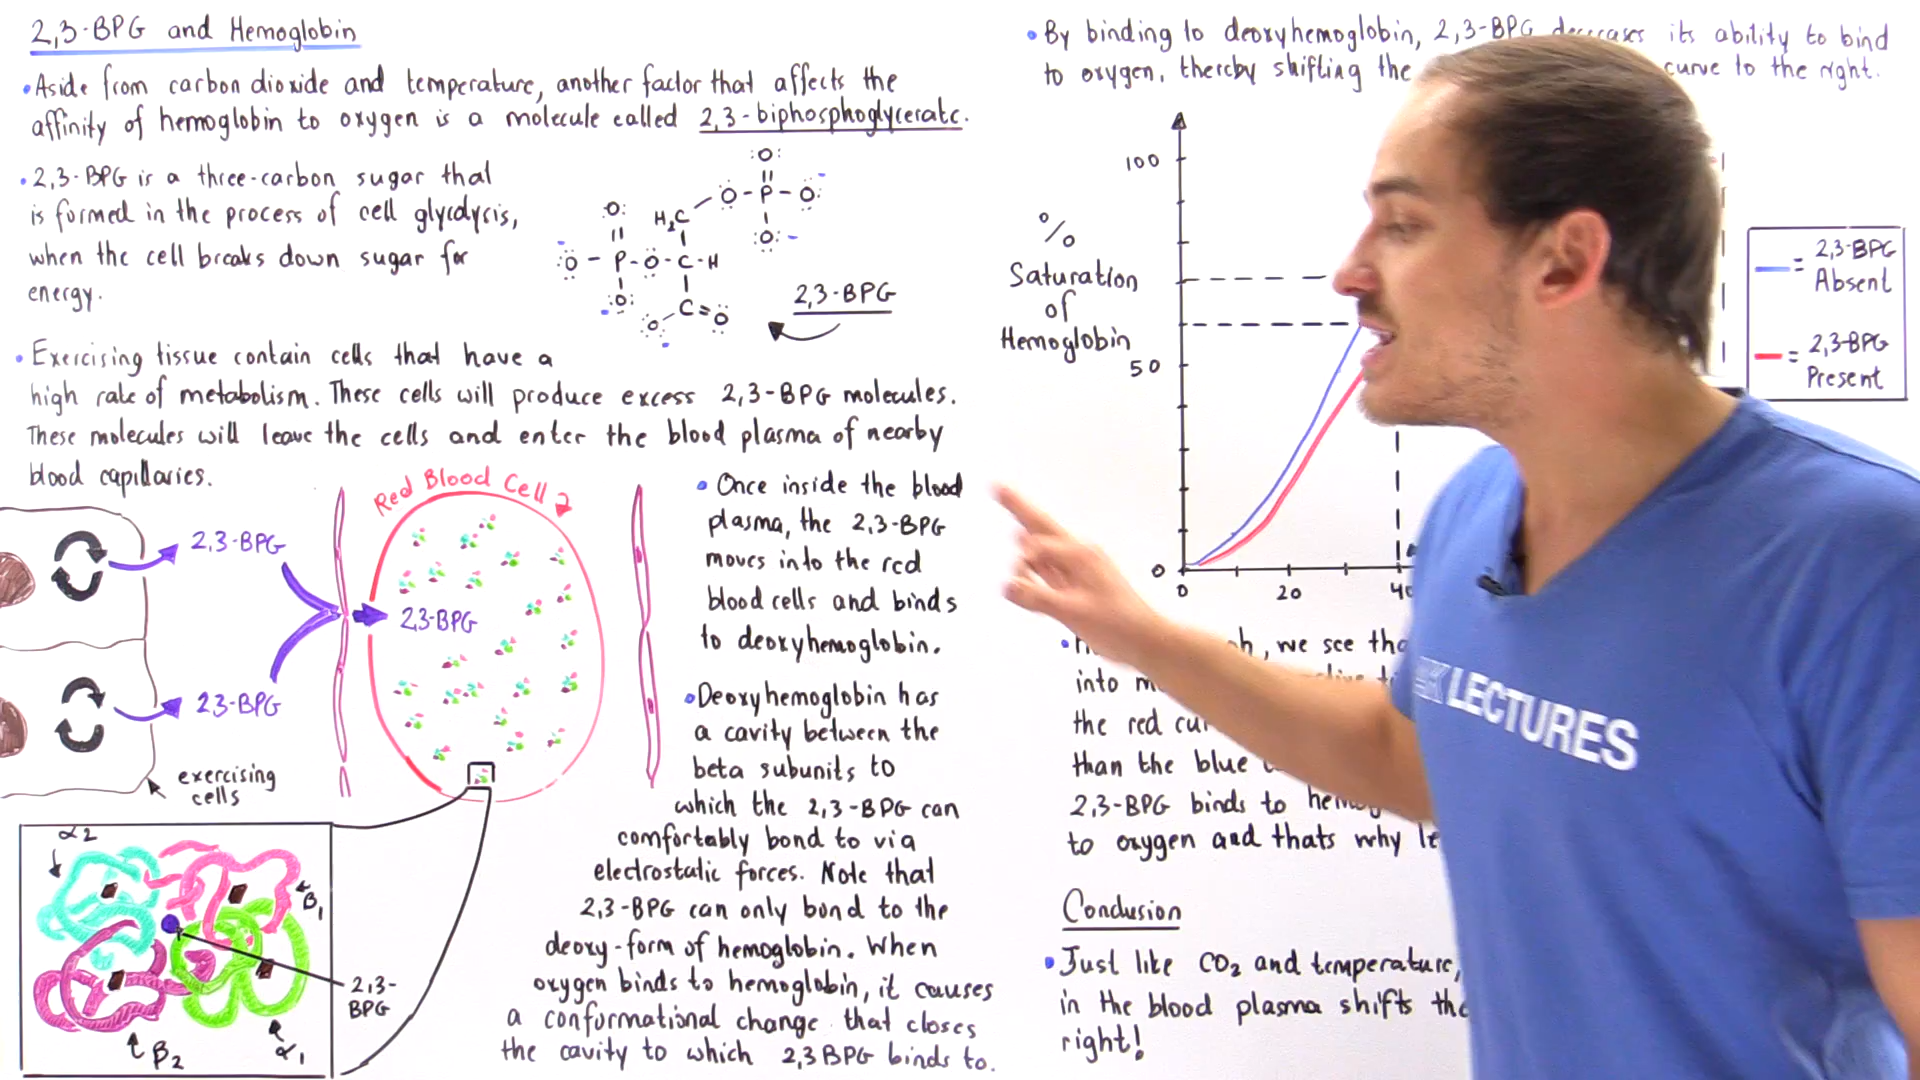 2,3-BPG and Hemoglobin
•Aside from carbon dioxide and temperature, another factor that affects the
affinity of hemoglobin to oxygen is a molecule called 2,3-biphosphoglycerate.
•2,3-BPG is a three-carbon sugar that
is formed in the process of cell glycolysis,
when the cell breaks down sugar for
energy.
2,3-BPG
•Exercising tissue contain cells that have a
high rate of metabolism. These cells will produce excess 2,3-BPG molecules.
These molecules will leave the cells and enter the blood plasma of nearby
blood capillaries.
Red Blood Cell
2,3-BPG
2,3-BPG
2,3-BPG
exercising
cells
α2
β1
2,3-
BPG
β2
α1
• Once inside the blood
plasma, the 2,3-BPG
moves into the red
blood cells and binds
to deoxyhemoglobin.
•Deoxyhemoglobin has
a cavity between the
beta subunits to
which the 2,3-BPG can
comfortably bond to via
electrostatic forces. Note that
2,3-BPG can only bond to the
deoxy-form of hemoglobin. When
oxygen binds to hemoglobin, it causes
a conformational change that closes
the cavity to which 2,3BPG binds to.
•By binding to deoxyhemoglobin, 2,3-BPG decreases its ability to bind
to oxygen, thereby shifting the curve to the right.
100
%
Saturation
of
Hemoglobin
50
0
0 20 40
= 2,3-BPG
Absent
= 2,3-BPG
Present
we see tha
into
the red cu
than the blue
2,3-BPG binds to hemog
to oxygen and thats why
Conclusion
•Just like CO2 and temperature,
in the blood plasma shifts the
right!
LECTURES